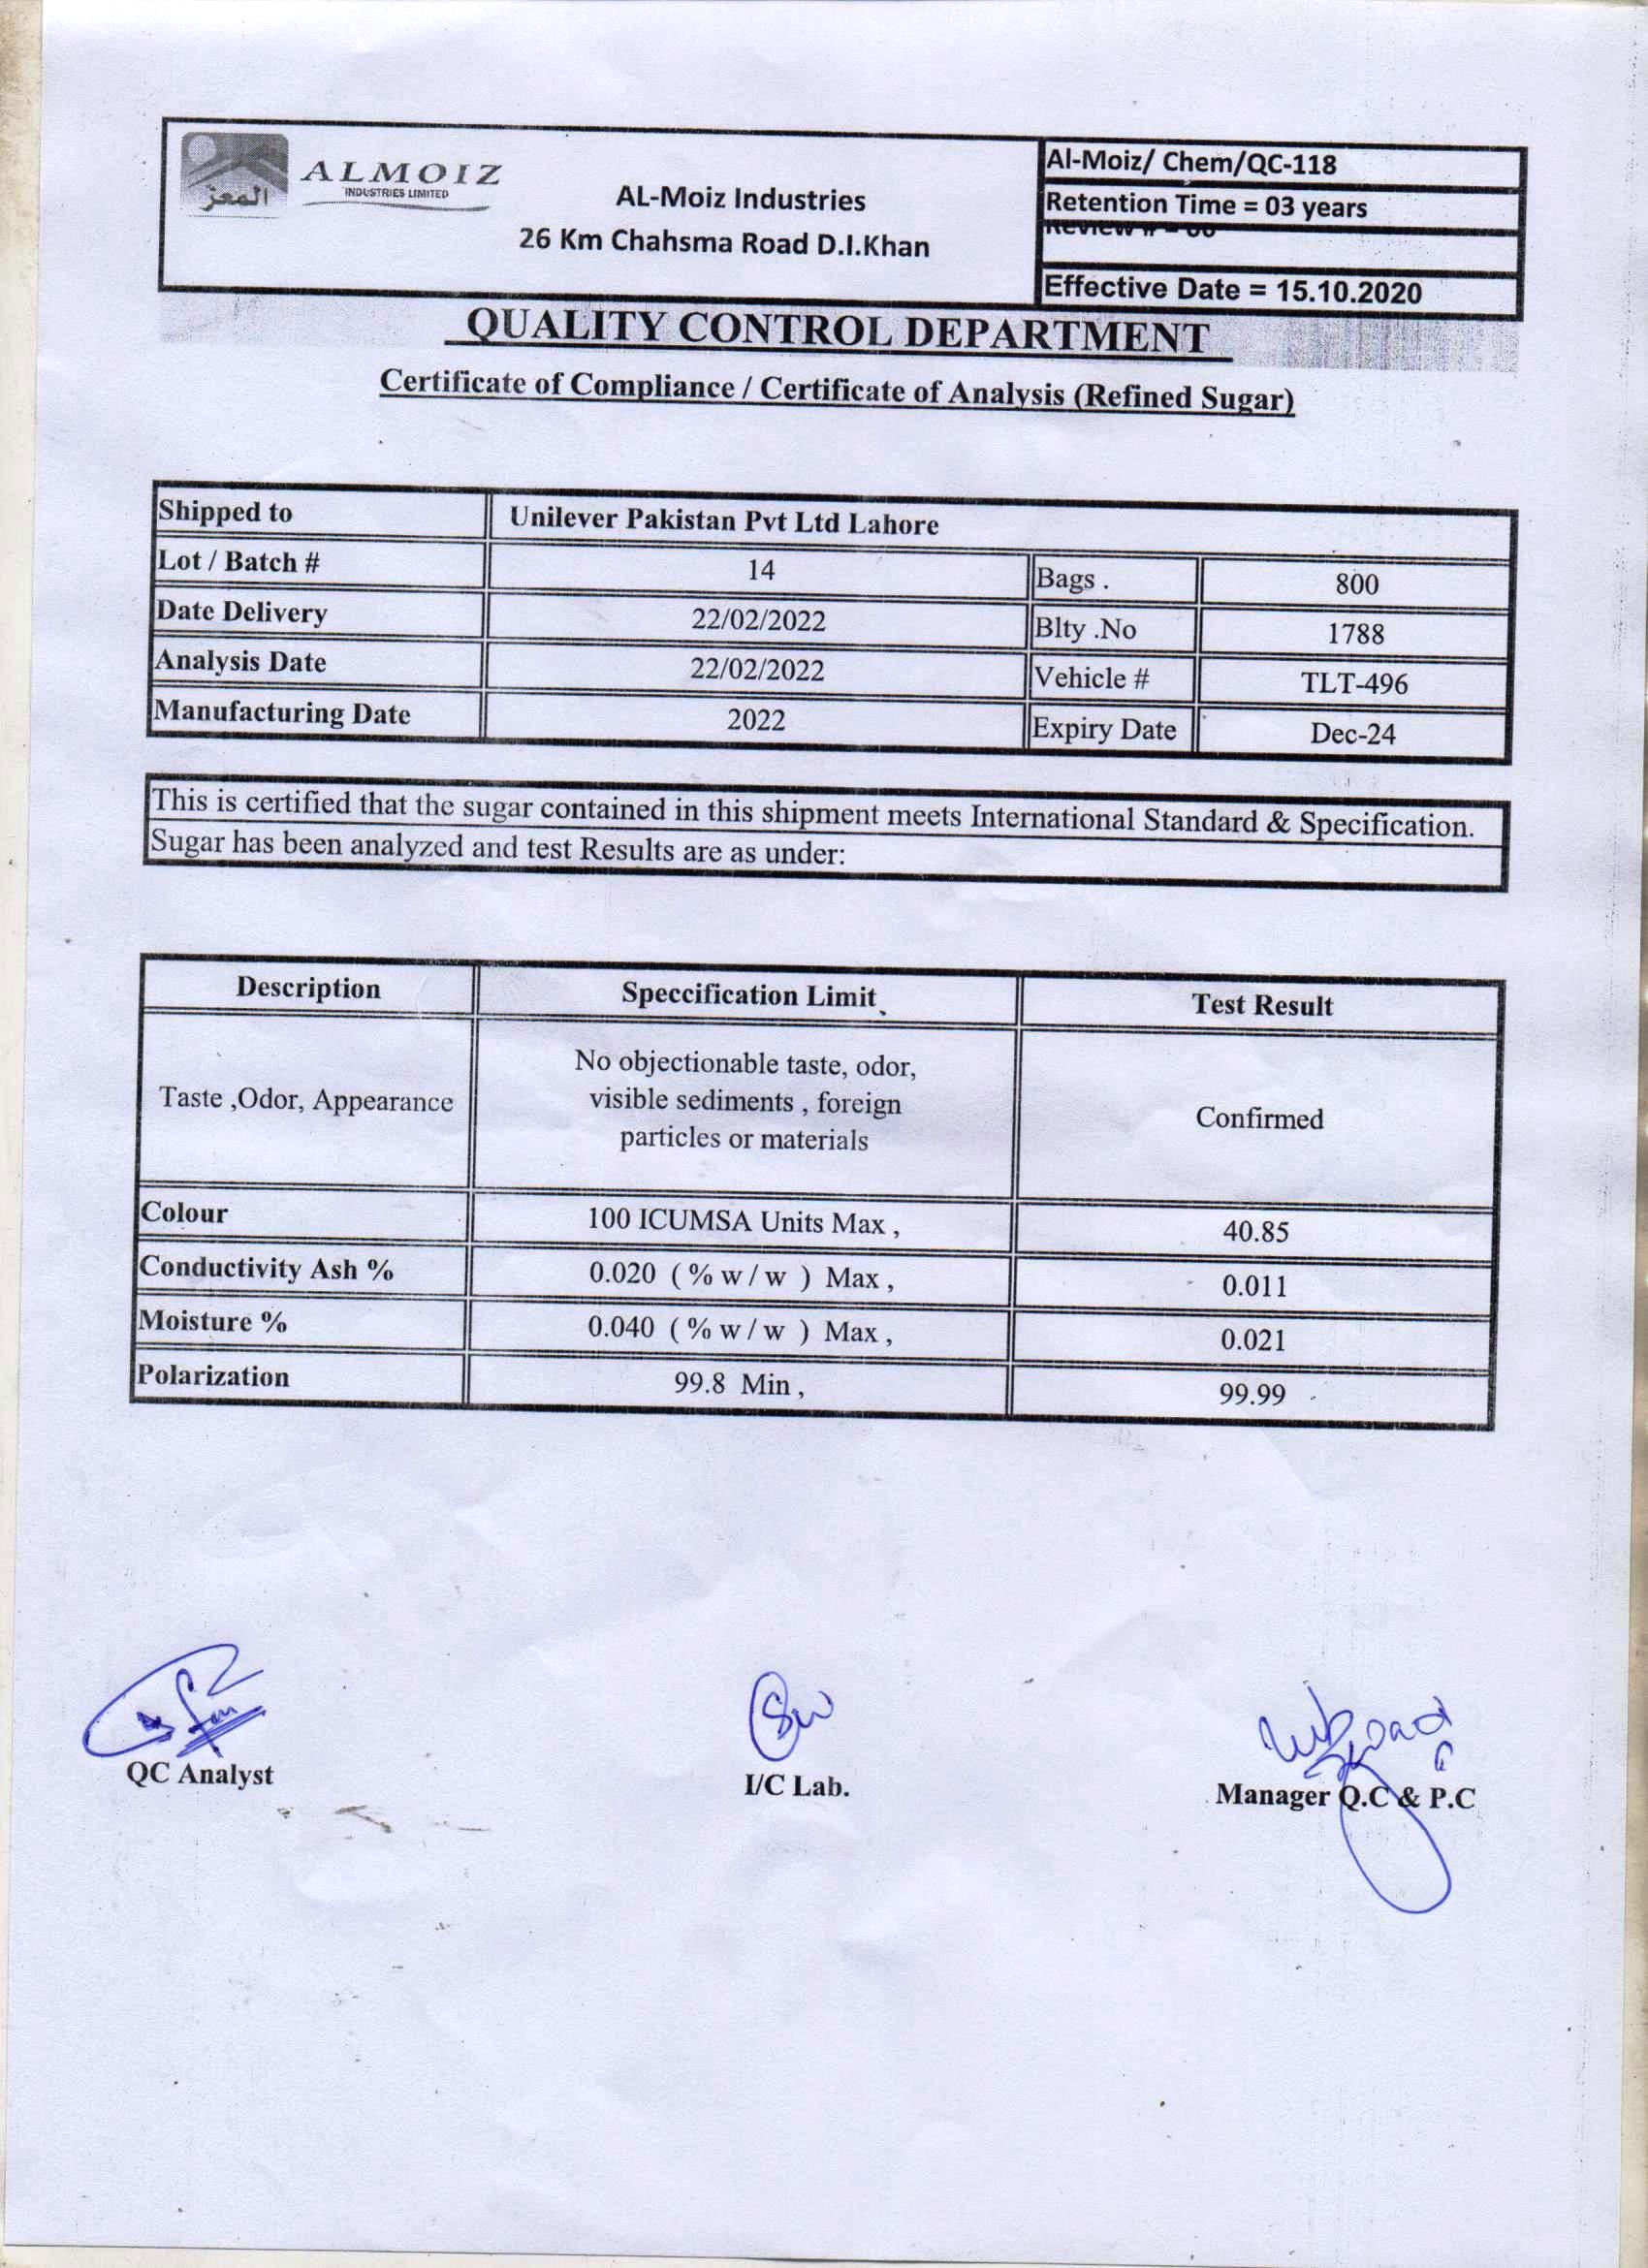 المعز
ALMOIZ
INDUSTRIES LIMITED
AL-Moiz Industries
26 Km Chahsma Road D.I.Khan
Al-Moiz/ Chem/QC-118
Retention Time = 03 years
Review # = 00
Effective Date = 15.10.2020
QUALITY CONTROL DEPARTMENT
Certificate of Compliance / Certificate of Analysis (Refined Sugar)
Shipped to Unilever Pakistan Pvt Ltd Lahore
Lot / Batch # 14 Bags . 800
Date Delivery 22/02/2022 Blty .No 1788
Analysis Date 22/02/2022 Vehicle # TLT-496
Manufacturing Date 2022 Expiry Date Dec-24
This is certified that the sugar contained in this shipment meets International Standard & Specification.
Sugar has been analyzed and test Results are as under:
Description Speccification Limit Test Result
Taste ,Odor, Appearance No objectionable taste, odor,
visible sediments , foreign
particles or materials
Confirmed
Colour 100 ICUMSA Units Max , 40.85
Conductivity Ash % 0.020 ( % w / w ) Max , 0.011
Moisture % 0.040 ( % w / w ) Max , 0.021
Polarization 99.8 Min , 99.99
QC Analyst I/C Lab. Manager Q.C & P.C